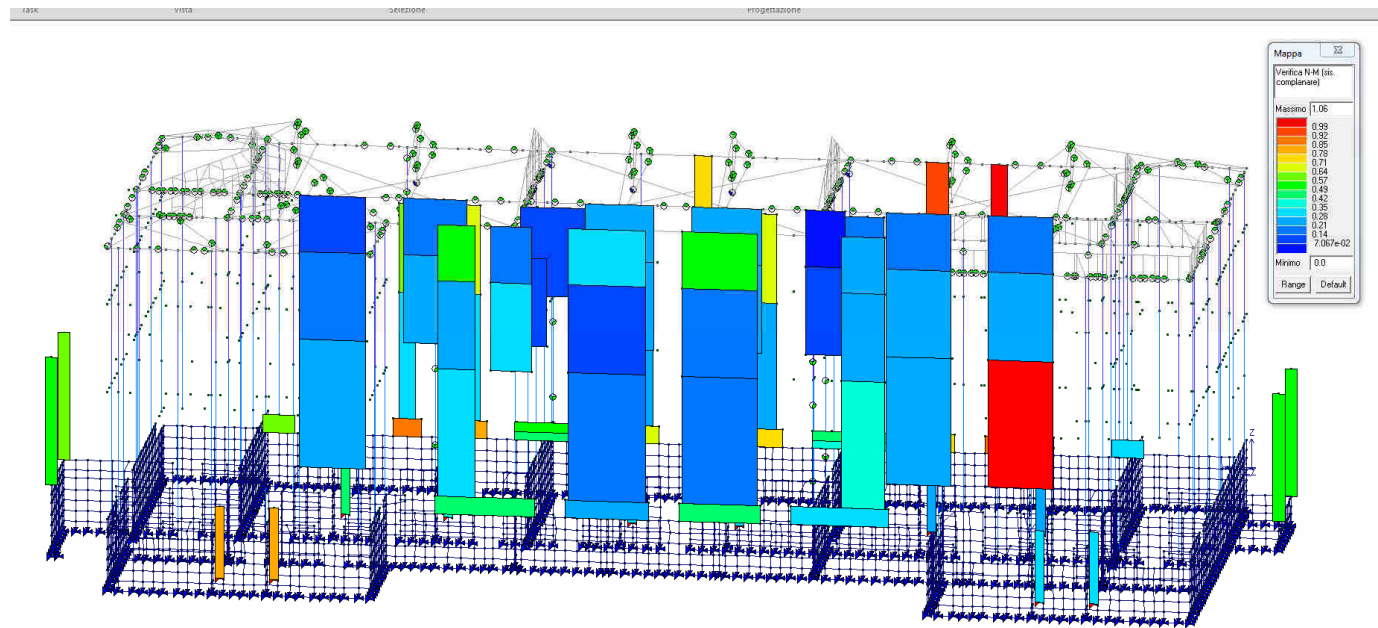 Task
Vista
Selezione
Progettazione
Mappa
Verifica N-M (sis.
complanare)
Massimo 1.06
0.99
0.92
0.85
0.78
0.71
0.64
0.57
0.49
0.42
0.35
0.28
0.21
0.14
7.067e-02
Minimo 0.0
Range Default
Z